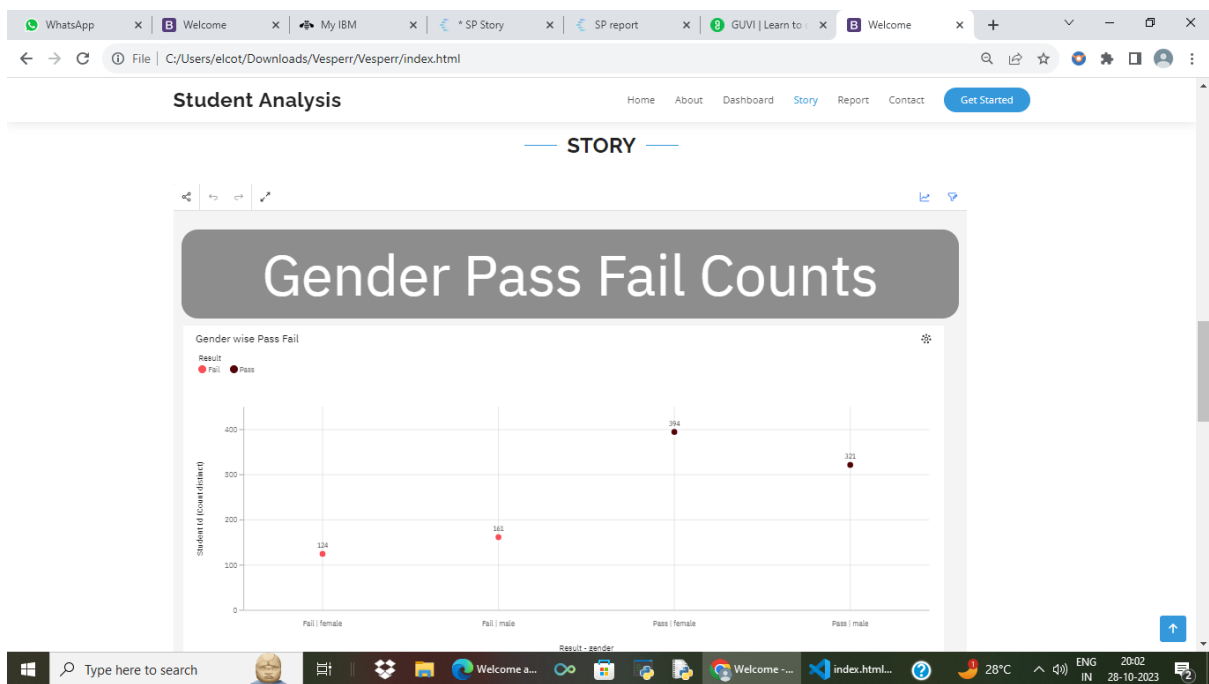 WhatsApp
Welcome
My IBM
* SP Story
SP report
GUVI | Learn to c
Welcome
File | C:/Users/elcot/Downloads/Vesperr/Vesperr/index.html
Student Analysis
Home About Dashboard Story Report Contact Get Started
STORY
Gender Pass Fail Counts
Gender wise Pass Fail
Result
Fail Pass
Student Id (Count distinct)
400
300
200
100
0
124
161
394
321
Fail | female
Fail | male
Pass | female
Pass | male
Result - gender
Type here to search
Welcome a...
Welcome -...
index.html...
28°C
ENG
IN
20:02
28-10-2023
2